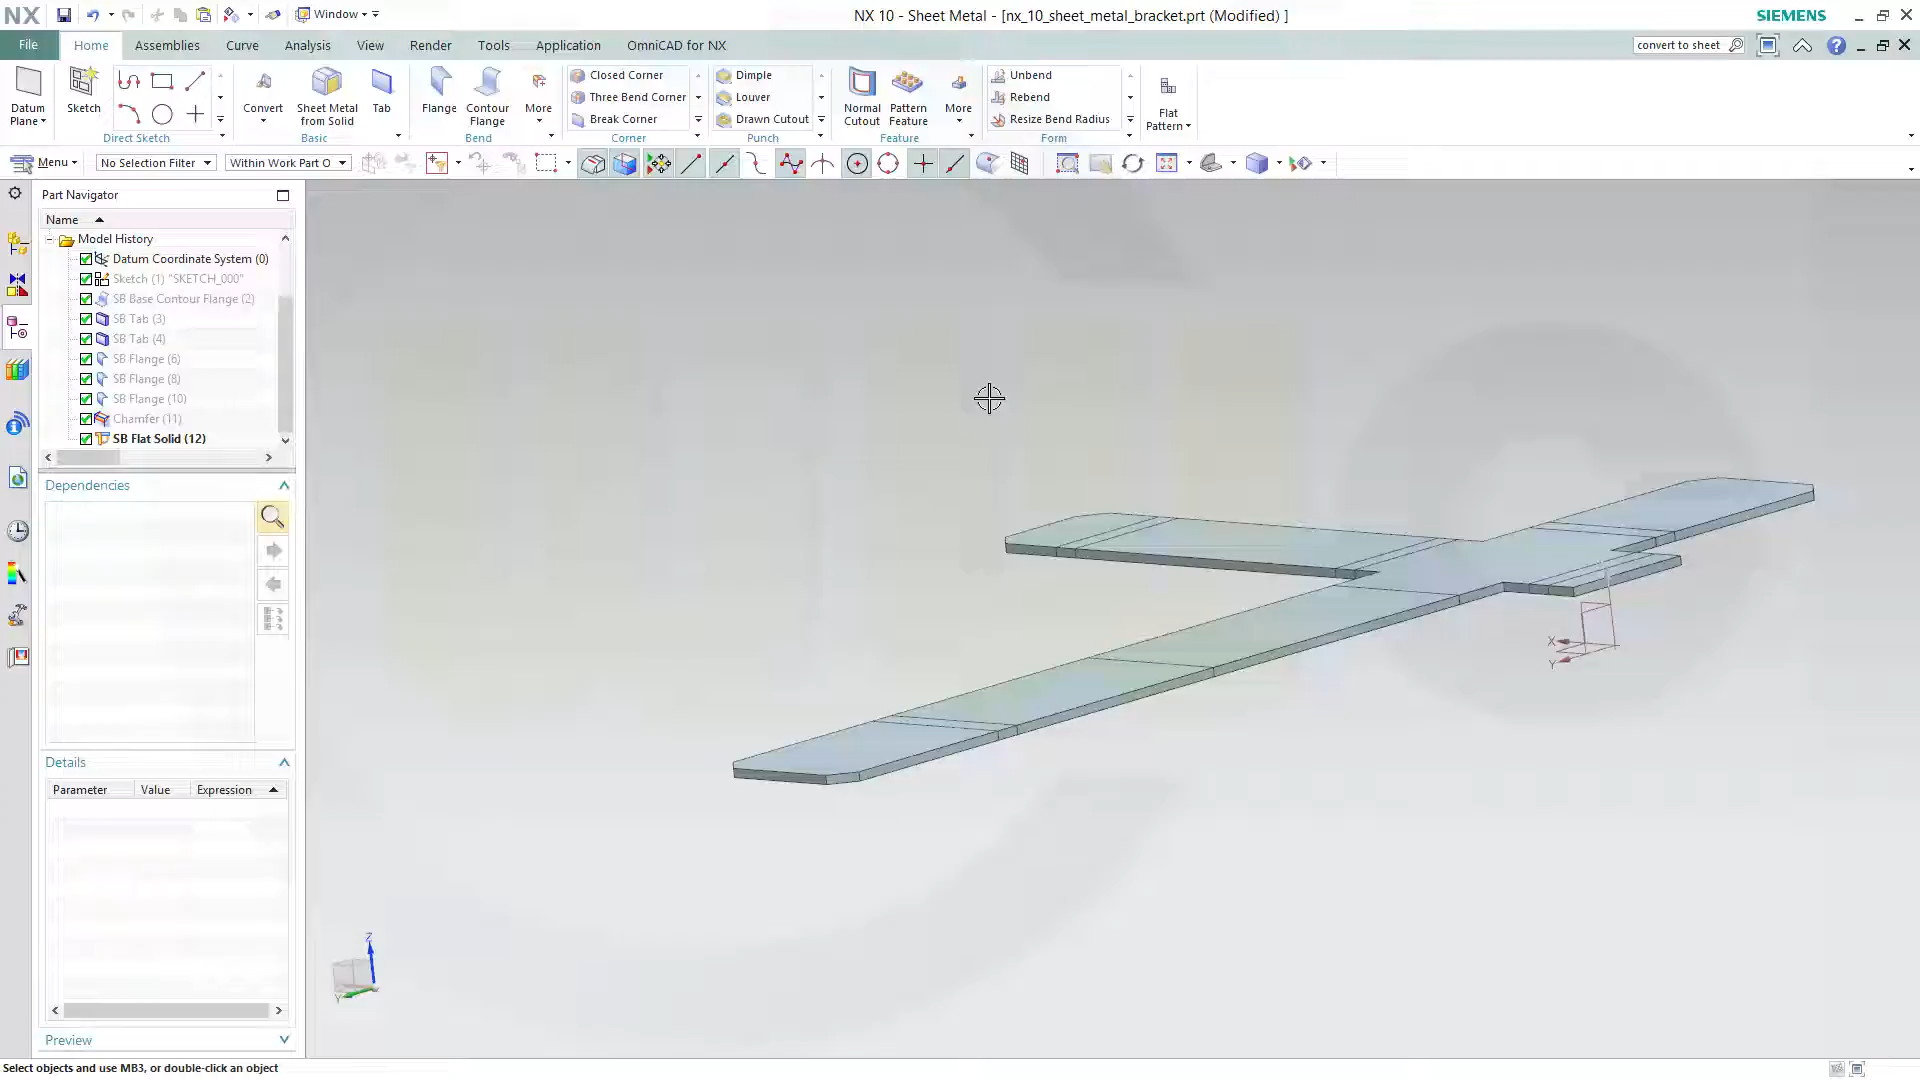 NX
Window
NX 10 - Sheet Metal - [nx_10_sheet_metal_bracket.prt (Modified) ]
SIEMENS
File Home Assemblies Curve Analysis View Render Tools Application OmniCAD for NX
convert to sheet
Datum Plane
Sketch
Direct Sketch
Convert
Sheet Metal from Solid
Tab
Basic
Flange
Contour Flange
More
Bend
Closed Corner
Three Bend Corner
Break Corner
Corner
Dimple
Louver
Drawn Cutout
Punch
Normal Cutout
Pattern Feature
More
Feature
Unbend
Rebend
Resize Bend Radius
Form
Flat Pattern
Menu
No Selection Filter
Within Work Part O
Part Navigator
Name
Model History
Datum Coordinate System (0)
Sketch (1) "SKETCH_000"
SB Base Contour Flange (2)
SB Tab (3)
SB Tab (4)
SB Flange (6)
SB Flange (8)
SB Flange (10)
Chamfer (11)
SB Flat Solid (12)
Dependencies
Details
Parameter Value Expression
Preview
X
Y
Z
Y
Select objects and use MB3, or double-click an object